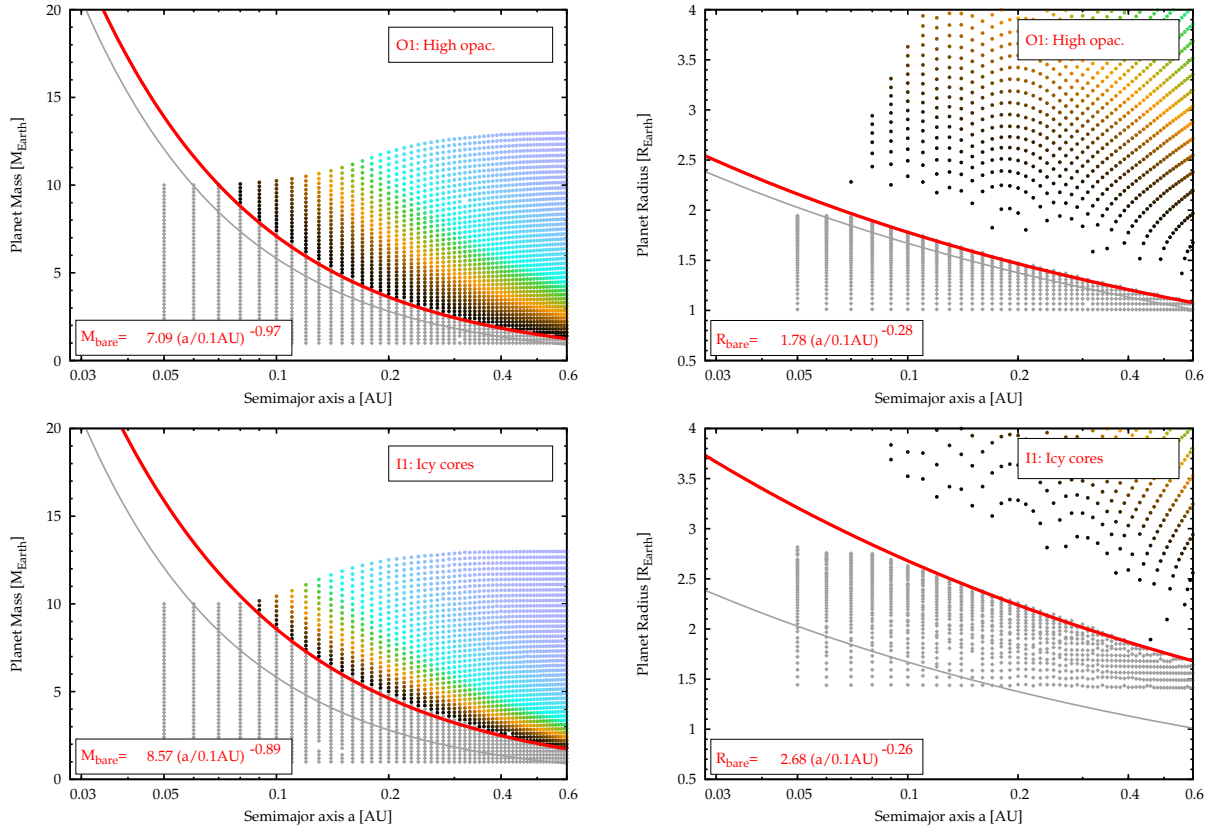 20
15
10
5
0
Planet Mass [M_Earth]
O1: High opac.
M_bare= 7.09 (a/0.1AU)^-0.97
0.03 0.05 0.1 0.2 0.4 0.6
Semimajor axis a [AU]
4
3.5
3
2.5
2
1.5
1
0.5
Planet Radius [R_Earth]
O1: High opac.
R_bare= 1.78 (a/0.1AU)^-0.28
0.03 0.05 0.1 0.2 0.4 0.6
Semimajor axis a [AU]
20
15
10
5
0
Planet Mass [M_Earth]
I1: Icy cores
M_bare= 8.57 (a/0.1AU)^-0.89
0.03 0.05 0.1 0.2 0.4 0.6
Semimajor axis a [AU]
4
3.5
3
2.5
2
1.5
1
0.5
Planet Radius [R_Earth]
I1: Icy cores
R_bare= 2.68 (a/0.1AU)^-0.26
0.03 0.05 0.1 0.2 0.4 0.6
Semimajor axis a [AU]